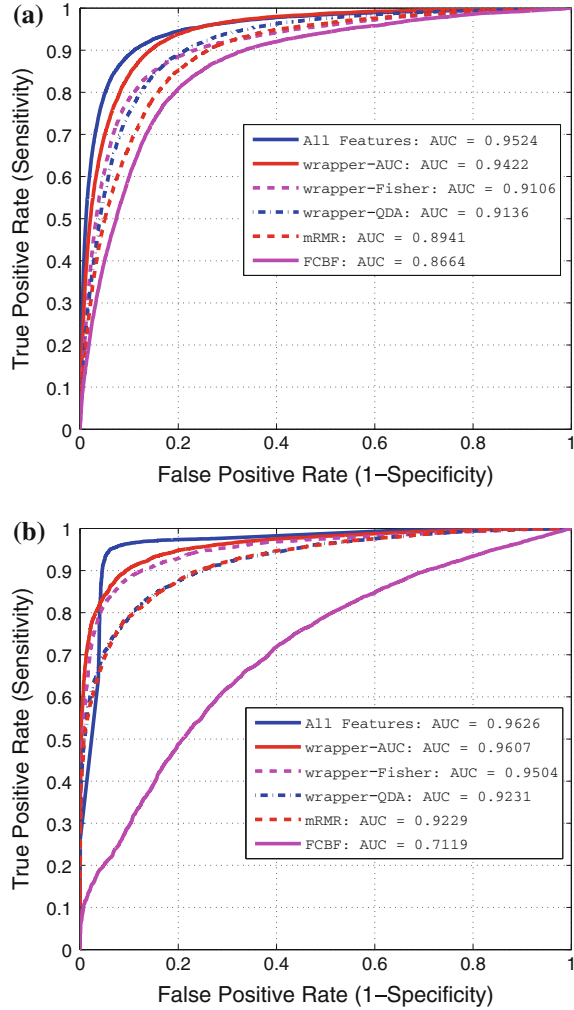 (a)
1
0.9
0.8
0.7
0.6
0.5
0.4
0.3
0.2
0.1
0
True Positive Rate (Sensitivity)
All Features: AUC = 0.9524
wrapper-AUC: AUC = 0.9422
wrapper-Fisher: AUC = 0.9106
wrapper-QDA: AUC = 0.9136
mRMR: AUC = 0.8941
FCBF: AUC = 0.8664
0 0.2 0.4 0.6 0.8 1
False Positive Rate (1–Specificity)
(b)
1
0.9
0.8
0.7
0.6
0.5
0.4
0.3
0.2
0.1
0
True Positive Rate (Sensitivity)
All Features: AUC = 0.9626
wrapper-AUC: AUC = 0.9607
wrapper-Fisher: AUC = 0.9504
wrapper-QDA: AUC = 0.9231
mRMR: AUC = 0.9229
FCBF: AUC = 0.7119
0 0.2 0.4 0.6 0.8 1
False Positive Rate (1–Specificity)